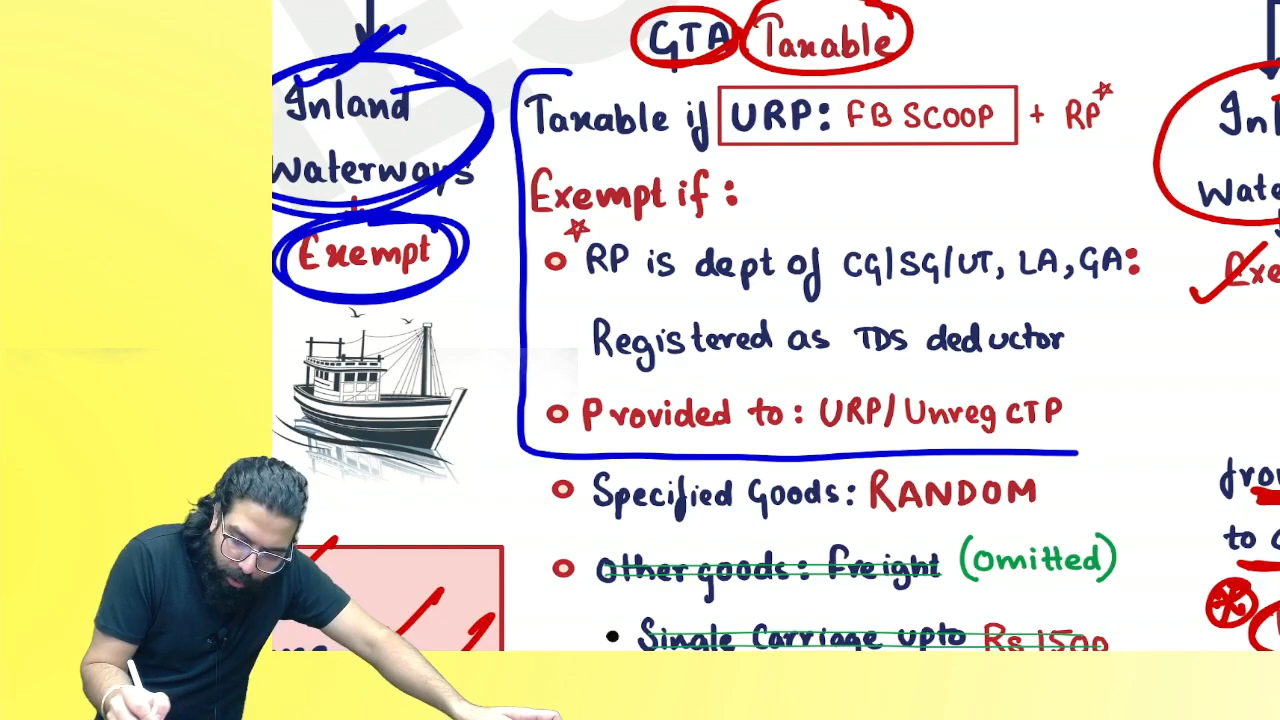 GTA Taxable
Inland
Waterways
Exempt
Taxable if URP: FB SCOOP + RP
Exempt if:
RP is dept of CG/SG/UT, LA, GA:
Registered as TDS deductor
Provided to: URP/Unreg CTP
Specified Goods: RANDOM
Other goods: Freight (Omitted)
Single Carriage upto Rs 1500
to